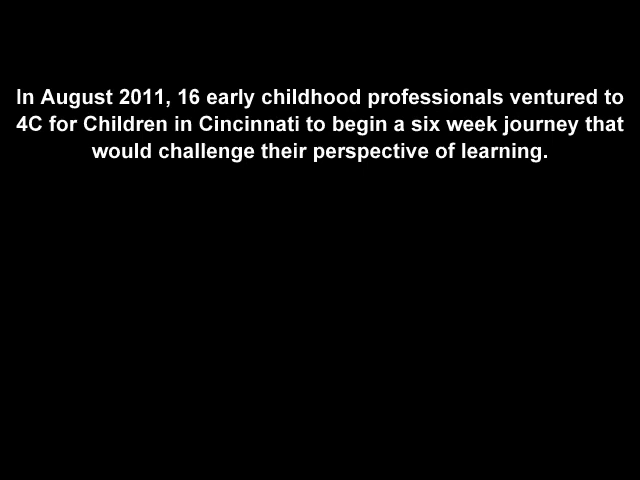 In August 2011, 16 early childhood professionals ventured to
4C for Children in Cincinnati to begin a six week journey that
would challenge their perspective of learning.